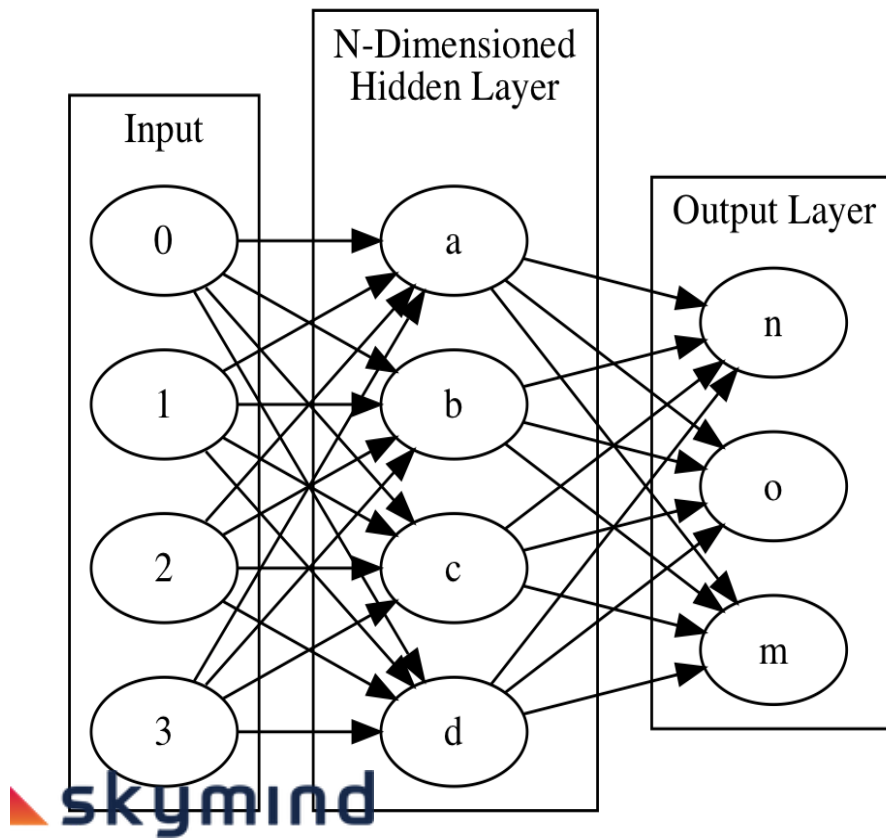 N-Dimensioned
Hidden Layer
Input
Output Layer
0
a
n
1
b
o
2
c
m
3
d
skymind